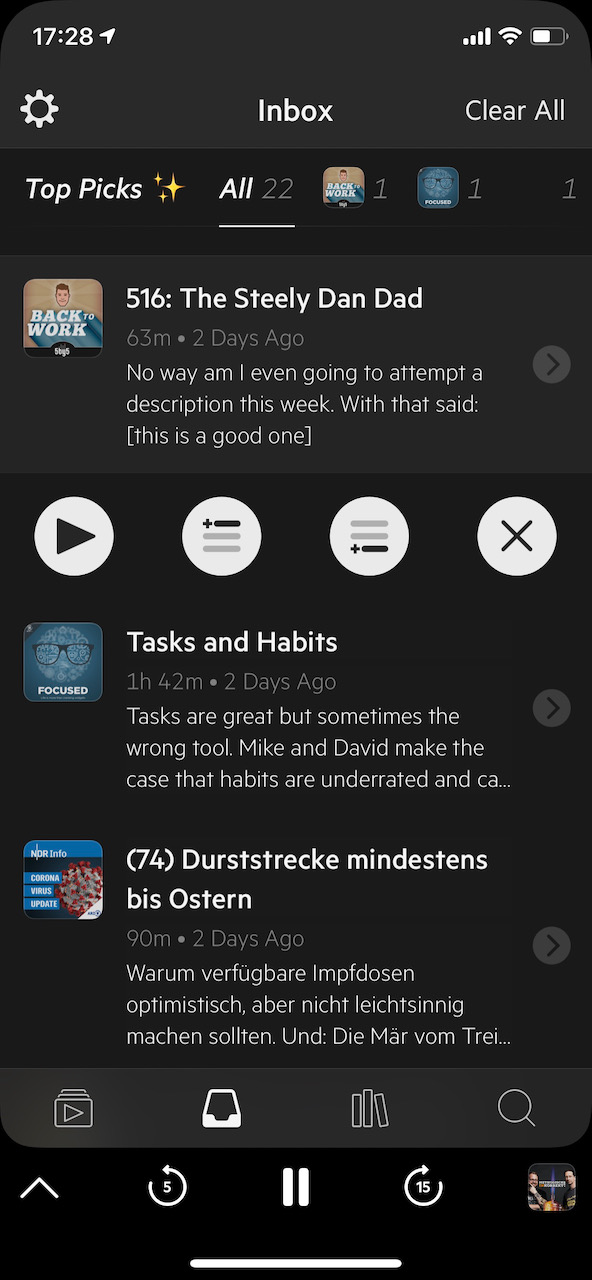 17:28
Inbox
Clear All
Top Picks ✨
All 22
BACK TO
WORK
5by5
1
FOCUSED
1
1
BACK TO
WORK
5by5
516: The Steely Dan Dad
63m • 2 Days Ago
No way am I even going to attempt a
description this week. With that said:
[this is a good one]
FOCUSED
Tasks and Habits
1h 42m • 2 Days Ago
Tasks are great but sometimes the
wrong tool. Mike and David make the
case that habits are underrated and ca...
NDR Info
CORONA
VIRUS
UPDATE
(74) Durststrecke mindestens
bis Ostern
90m • 2 Days Ago
Warum verfügbare Impfdosen
optimistisch, aber nicht leichtsinnig
machen sollten. Und: Die Mär vom Trei...
5
15